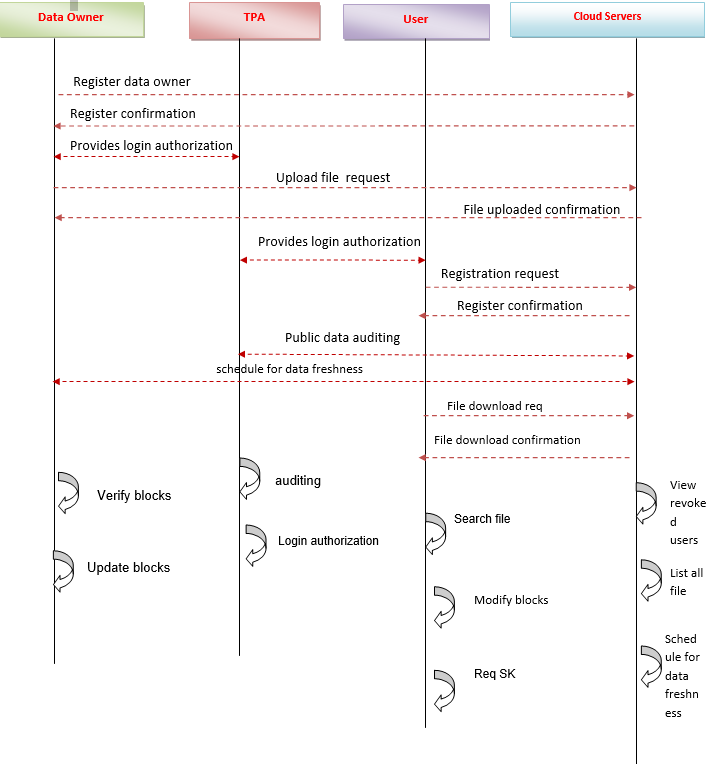 Data Owner
TPA
User
Cloud Servers
Register data owner
Register confirmation
Provides login authorization
Upload file request
File uploaded confirmation
Provides login authorization
Registration request
Register confirmation
Public data auditing
schedule for data freshness
File download req
File download confirmation
Verify blocks
auditing
Search file
View
revoke
d
users
Update blocks
Login authorization
Modify blocks
List all
file
Req SK
Sched
ule for
data
freshn
ess